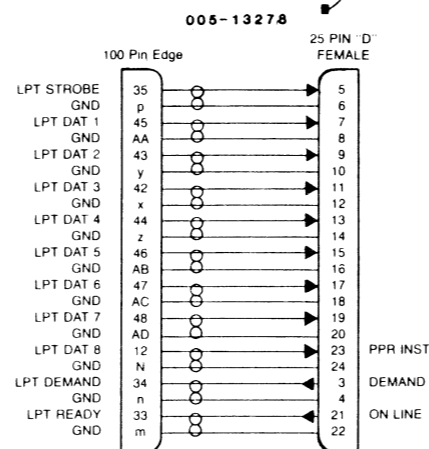 005-13278
25 PIN "D"
100 Pin Edge FEMALE
LPT STROBE 35 5
GND p 6
LPT DAT 1 45 7
GND AA 8
LPT DAT 2 43 9
GND y 10
LPT DAT 3 42 11
GND x 12
LPT DAT 4 44 13
GND z 14
LPT DAT 5 46 15
GND AB 16
LPT DAT 6 47 17
GND AC 18
LPT DAT 7 48 19
GND AD 20
LPT DAT 8 12 23 PPR INST
GND N 24
LPT DEMAND 34 3 DEMAND
GND n 4
LPT READY 33 21 ON LINE
GND m 22